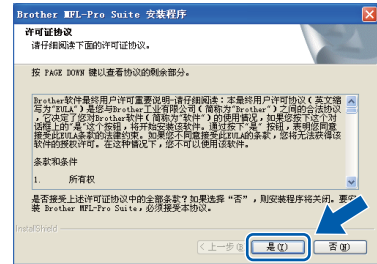 Brother MFL-Pro Suite 安装程序
许可证协议
请仔细阅读下面的许可证协议。
按 PAGE DOWN 键以查看协议的剩余部分。
Brother软件最终用户许可重要说明-请仔细阅读：本最终用户许可协议（英文缩
写为"EULA"）是您与Brother工业有限公司（简称为"Brother"）之间的合法协议
，它决定了您对Brother软件（简称为"软件"）的使用情况，如果您按下这个对
话框上的"是"这个按钮，将开始安装该软件。通过按下"是"按钮，表明您同意
接受此EULA条款的法律约束。如果您不同意接受此EULA的条款，您将无法获得该
软件的授权许可。在这种情况下，您不可以使用该软件。
条款和条件
1. 所有权
是否接受上述许可证协议中的全部条款？如果选择 "否" ，则安装程序将关闭。要安
装 Brother MFL-Pro Suite，必须接受本协议。
InstallShield
< 上一步
是(Y)
否(N)